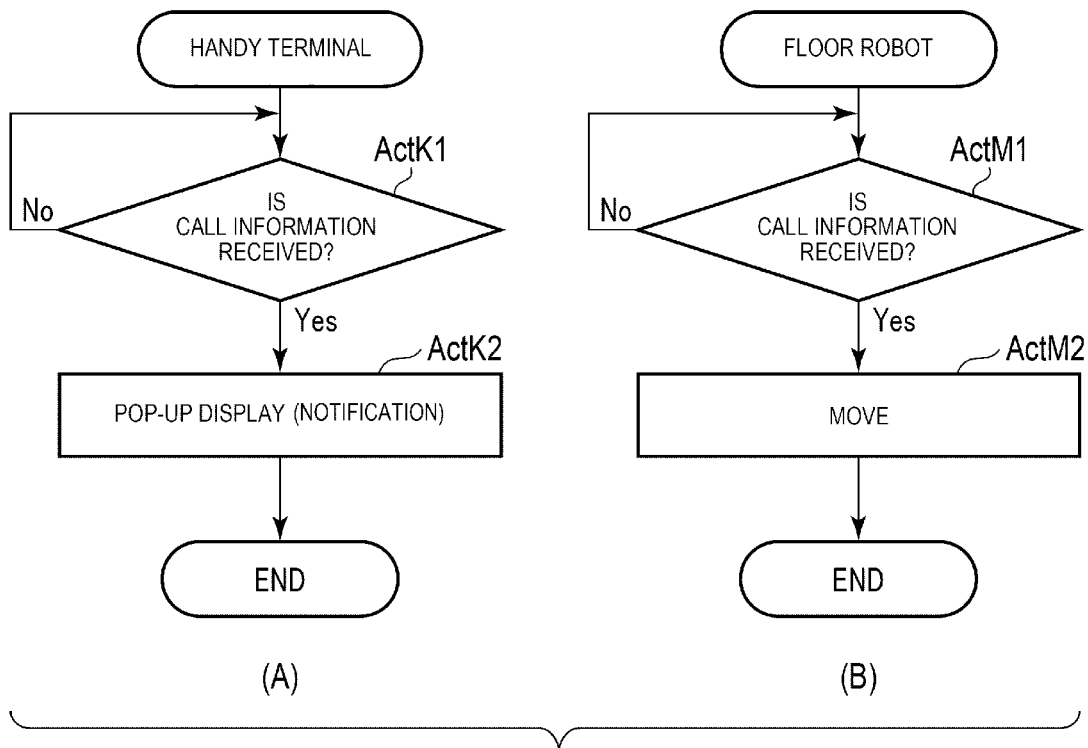 HANDY TERMINAL
ActK1
No
IS
CALL INFORMATION
RECEIVED?
Yes
ActK2
POP-UP DISPLAY (NOTIFICATION)
END
(A)
FLOOR ROBOT
ActM1
No
IS
CALL INFORMATION
RECEIVED?
Yes
ActM2
MOVE
END
(B)